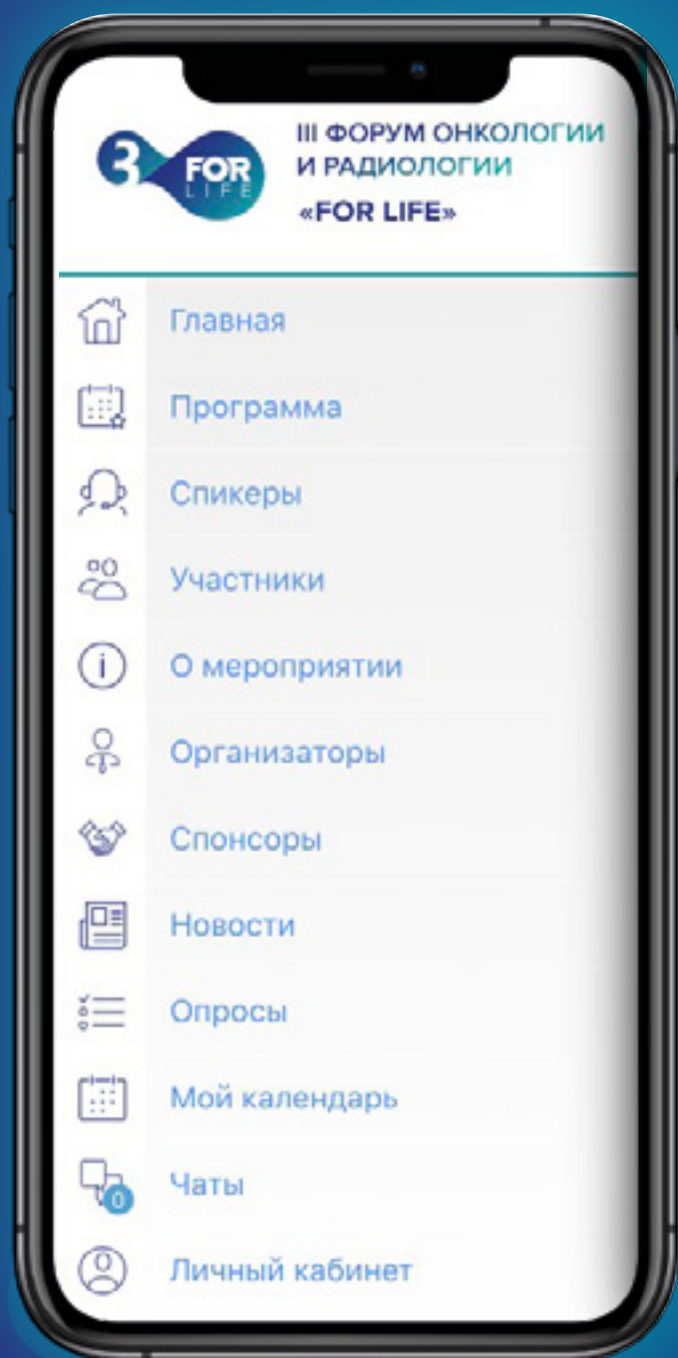 3 FOR
LIFE
III ФОРУМ ОНКОЛОГИИ
И РАДИОЛОГИИ
«FOR LIFE»
Главная
Программа
Спикеры
Участники
О мероприятии
Организаторы
Спонсоры
Новости
Опросы
Мой календарь
0
Чаты
Личный кабинет